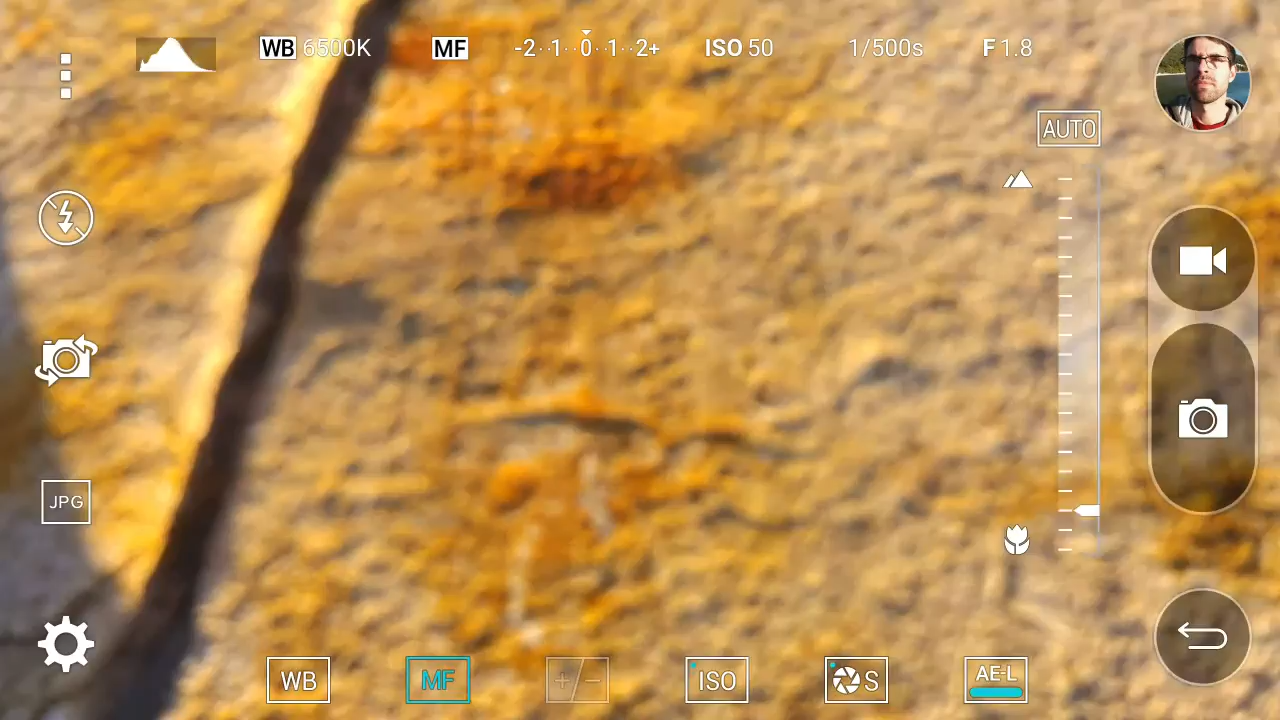 WB 6500K MF -2··1··0··1··2+ ISO 50 1/500s F 1.8
AUTO
JPG
WB MF +/- ISO S AE-L